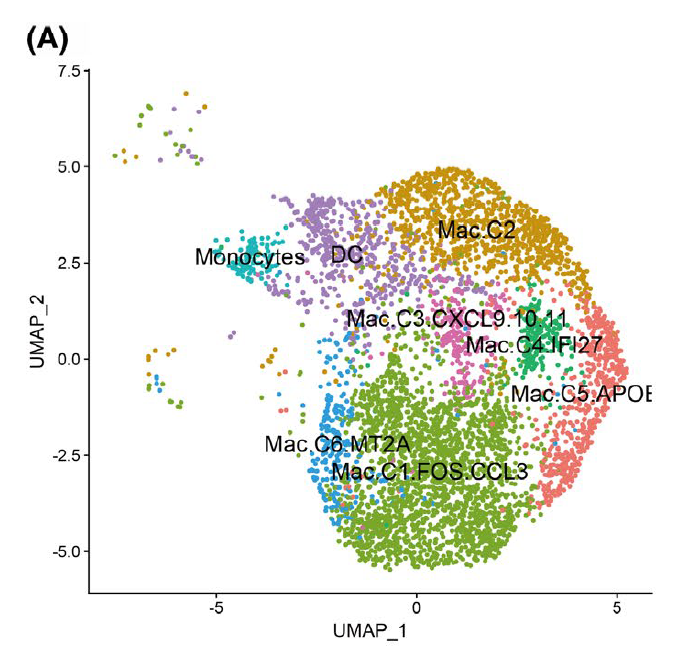 (A)
7.5
5.0
2.5
0.0
-2.5
-5.0
UMAP_2
Mac.C2
Monocytes
DC
Mac.C3.CXCL9.10.11
Mac.C4.IFI27
Mac.C5.APOE
Mac.C6.MT2A
Mac.C1.FOS.CCL3
-5
0
5
UMAP_1